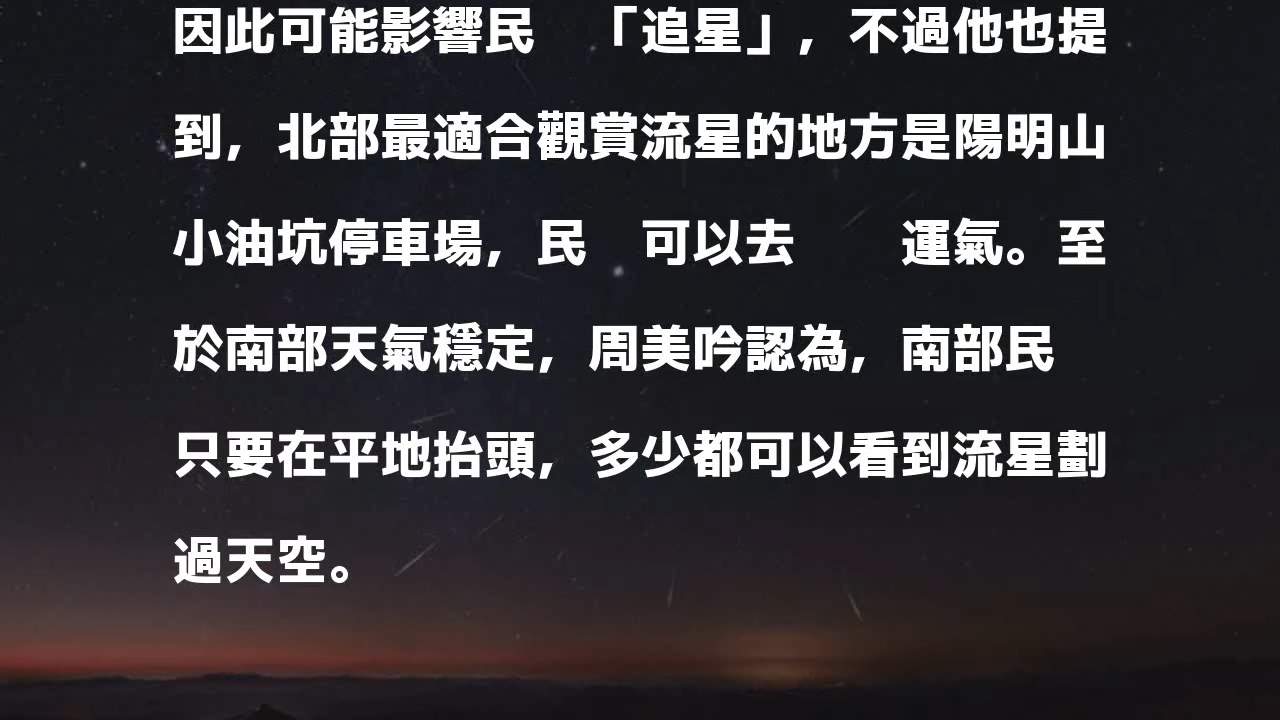 因此可能影響民　「追星」，不過他也提
到，北部最適合觀賞流星的地方是陽明山
小油坑停車場，民　可以去　　運氣。至
於南部天氣穩定，周美吟認為，南部民
只要在平地抬頭，多少都可以看到流星劃
過天空。